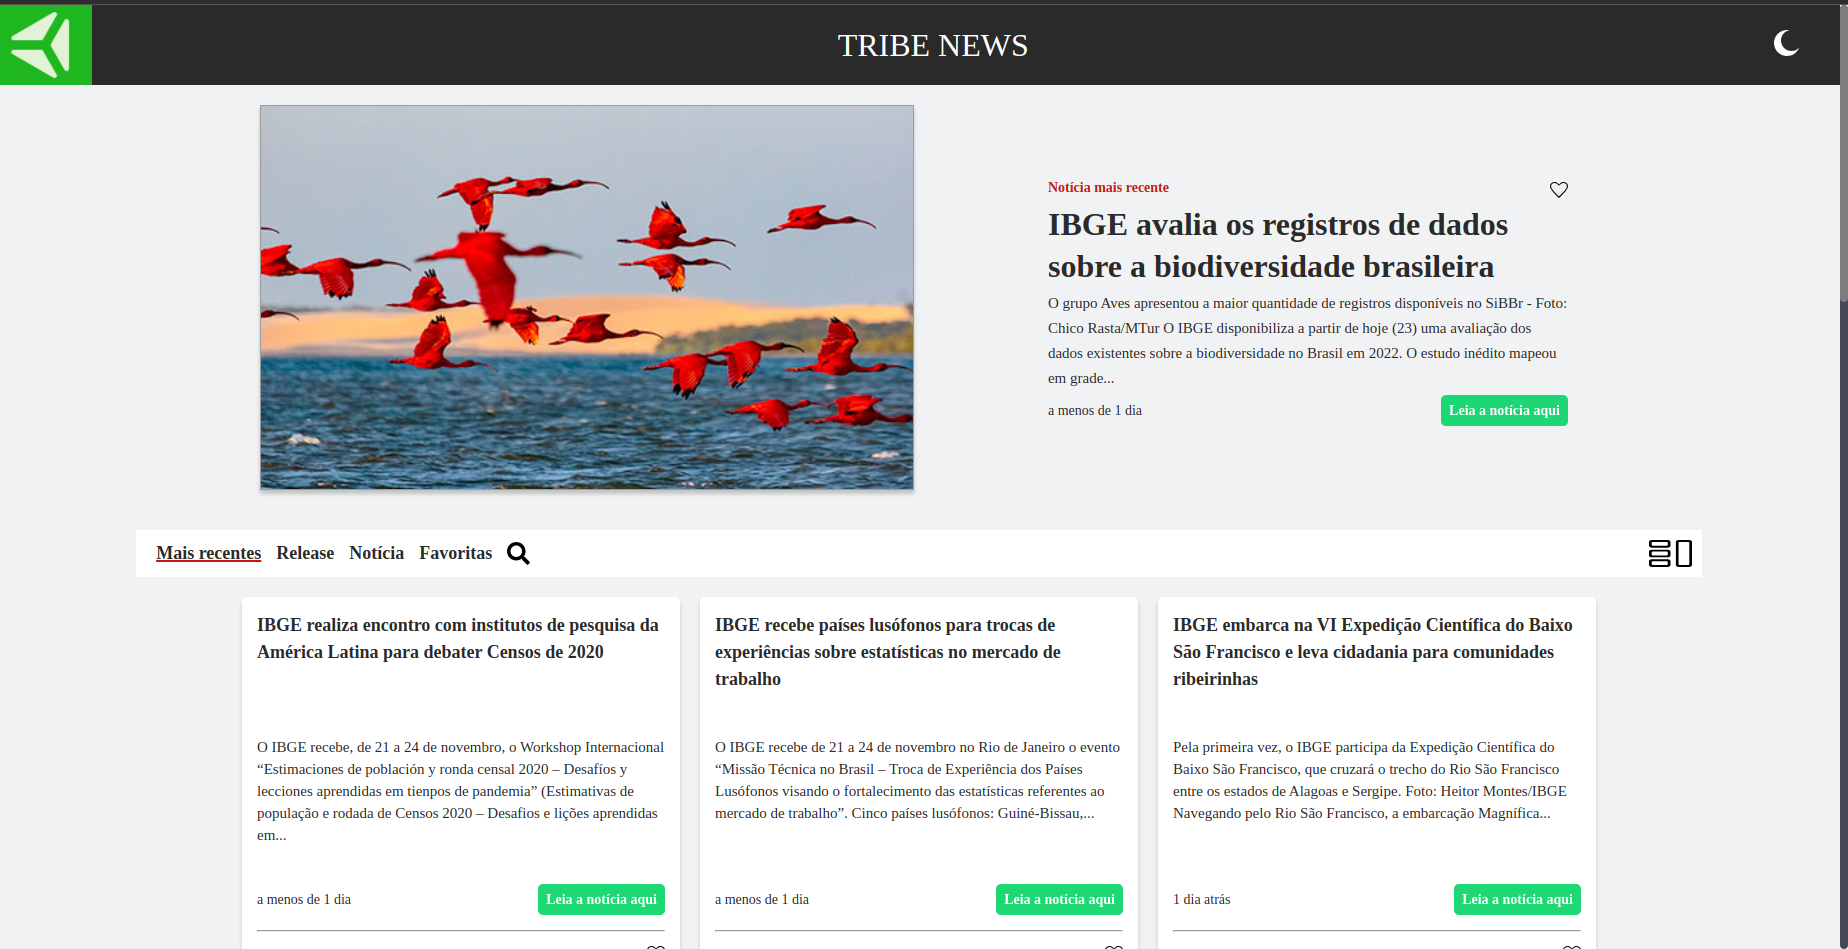 TRIBE NEWS
Notícia mais recente
IBGE avalia os registros de dados
sobre a biodiversidade brasileira
O grupo Aves apresentou a maior quantidade de registros disponíveis no SiBBr - Foto:
Chico Rasta/MTur O IBGE disponibiliza a partir de hoje (23) uma avaliação dos
dados existentes sobre a biodiversidade no Brasil em 2022. O estudo inédito mapeou
em grade...
a menos de 1 dia
Leia a notícia aqui
Mais recentes Release Notícia Favoritas
IBGE realiza encontro com institutos de pesquisa da
América Latina para debater Censos de 2020
O IBGE recebe, de 21 a 24 de novembro, o Workshop Internacional
“Estimaciones de población y ronda censal 2020 – Desafíos y
lecciones aprendidas em tienpos de pandemia” (Estimativas de
população e rodada de Censos 2020 – Desafios e lições aprendidas
em...
a menos de 1 dia
Leia a notícia aqui
IBGE recebe países lusófonos para trocas de
experiências sobre estatísticas no mercado de
trabalho
O IBGE recebe de 21 a 24 de novembro no Rio de Janeiro o evento
“Missão Técnica no Brasil – Troca de Experiência dos Países
Lusófonos visando o fortalecimento das estatísticas referentes ao
mercado de trabalho”. Cinco países lusófonos: Guiné-Bissau,...
a menos de 1 dia
Leia a notícia aqui
IBGE embarca na VI Expedição Científica do Baixo
São Francisco e leva cidadania para comunidades
ribeirinhas
Pela primeira vez, o IBGE participa da Expedição Científica do
Baixo São Francisco, que cruzará o trecho do Rio São Francisco
entre os estados de Alagoas e Sergipe. Foto: Heitor Montes/IBGE
Navegando pelo Rio São Francisco, a embarcação Magnífica...
1 dia atrás
Leia a notícia aqui